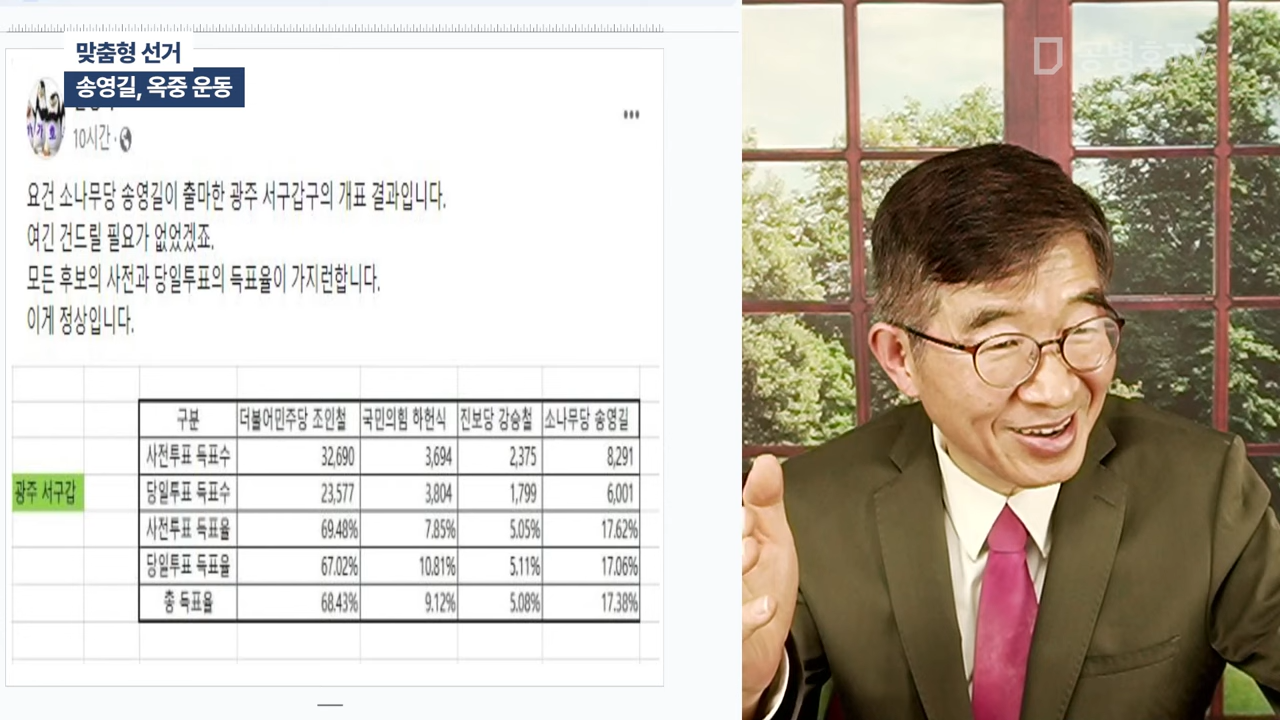 맞춤형 선거
송영길, 옥중 운동
10시간 ·
요건 소나무당 송영길이 출마한 광주 서구갑구의 개표 결과입니다.
여긴 건드릴 필요가 없었겠죠.
모든 후보의 사전과 당일투표의 득표율이 가지런합니다.
이게 정상입니다.
구분 더불어민주당 조인철 국민의힘 하헌식 진보당 강승철 소나무당 송영길
사전투표 득표수 32,690 3,694 2,375 8,291
광주 서구갑 당일투표 득표수 23,577 3,804 1,799 6,001
사전투표 득표율 69.48% 7.85% 5.05% 17.62%
당일투표 득표율 67.02% 10.81% 5.11% 17.06%
총 득표율 68.43% 9.12% 5.08% 17.38%
공병호TV